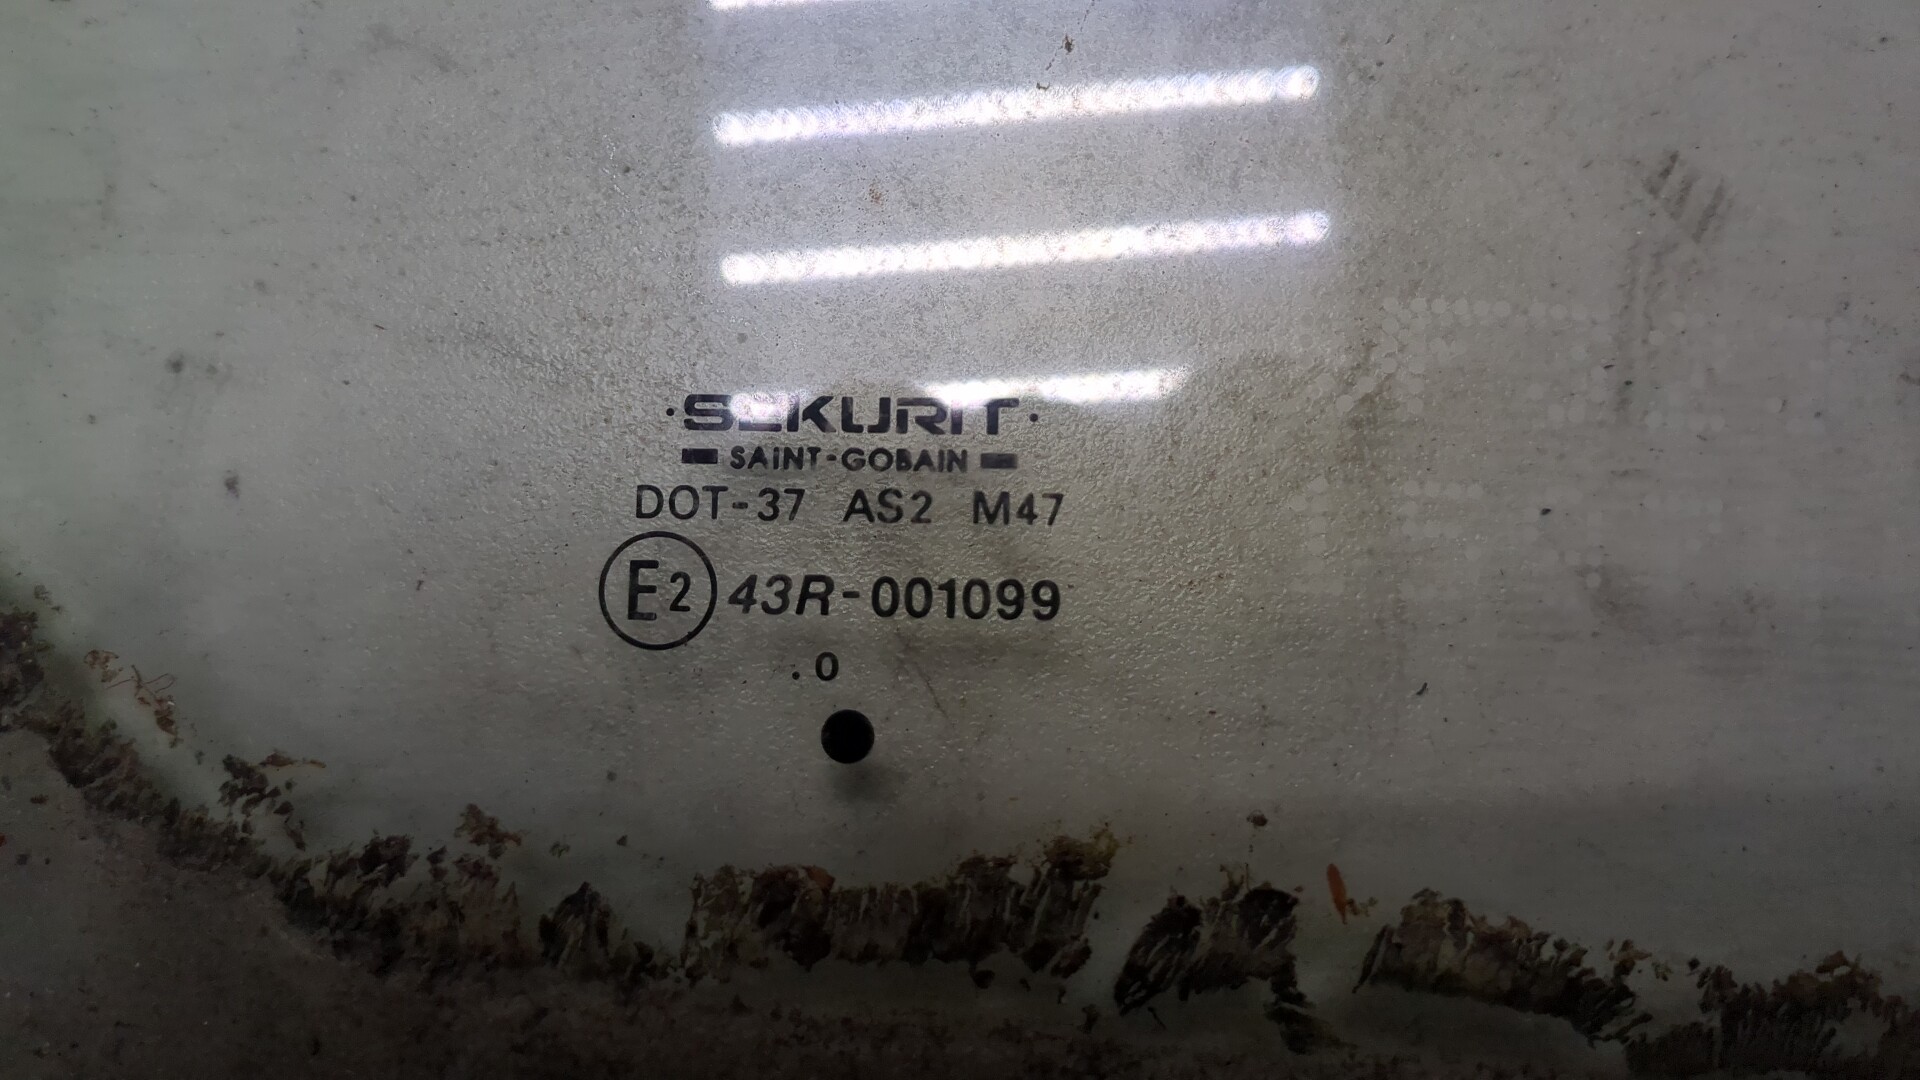 ·SEKURIT·
SAINT-GOBAIN
DOT-37 AS2 M47
E2 43R-001099
.0